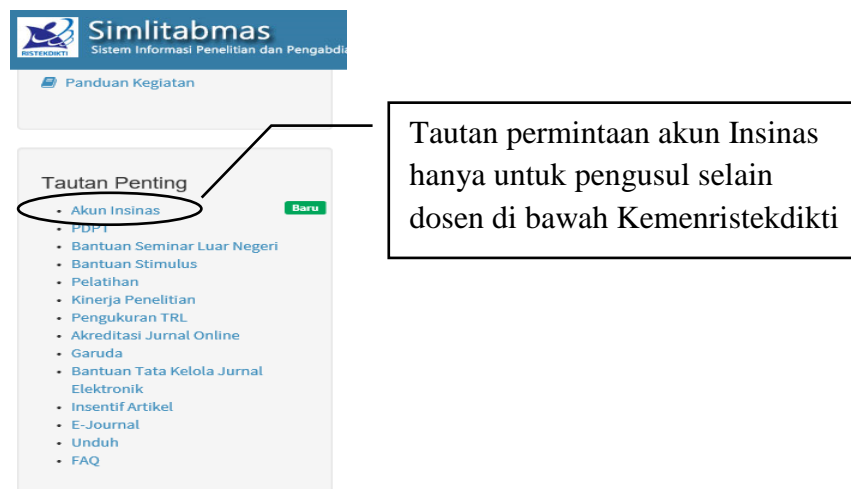 Simlitabmas
Sistem Informasi Penelitian dan Pengabdia
RISTEKDIKTI
Panduan Kegiatan
Tautan Penting
Akun Insinas
Baru
PDPT
Bantuan Seminar Luar Negeri
Bantuan Stimulus
Pelatihan
Kinerja Penelitian
Pengukuran TRL
Akreditasi Jurnal Online
Garuda
Bantuan Tata Kelola Jurnal
Elektronik
Insentif Artikel
E-Journal
Unduh
FAQ
Tautan permintaan akun Insinas
hanya untuk pengusul selain
dosen di bawah Kemenristekdikti